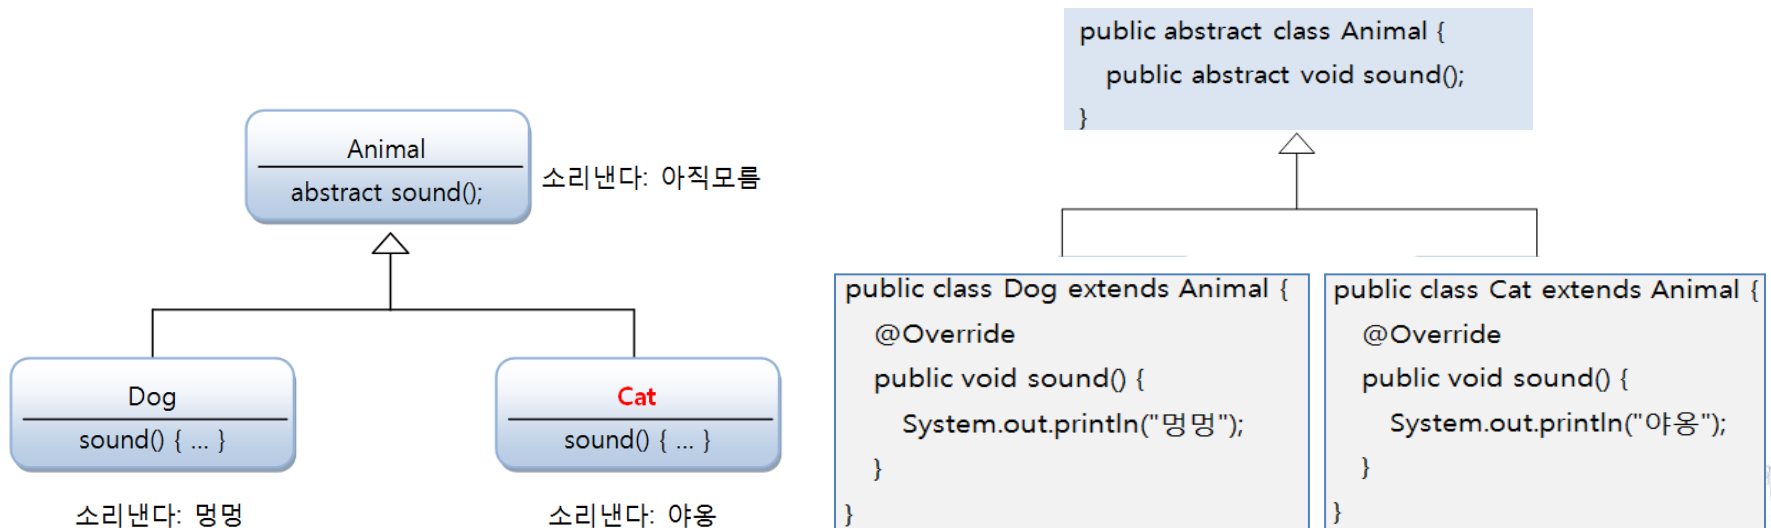 Animal
abstract sound();
소리낸다: 아직모름
Dog
sound() { ... }
소리낸다: 멍멍
Cat
sound() { ... }
소리낸다: 야옹
public abstract class Animal {
public abstract void sound();
}
public class Dog extends Animal {
@Override
public void sound() {
System.out.println("멍멍");
}
}
public class Cat extends Animal {
@Override
public void sound() {
System.out.println("야옹");
}
}